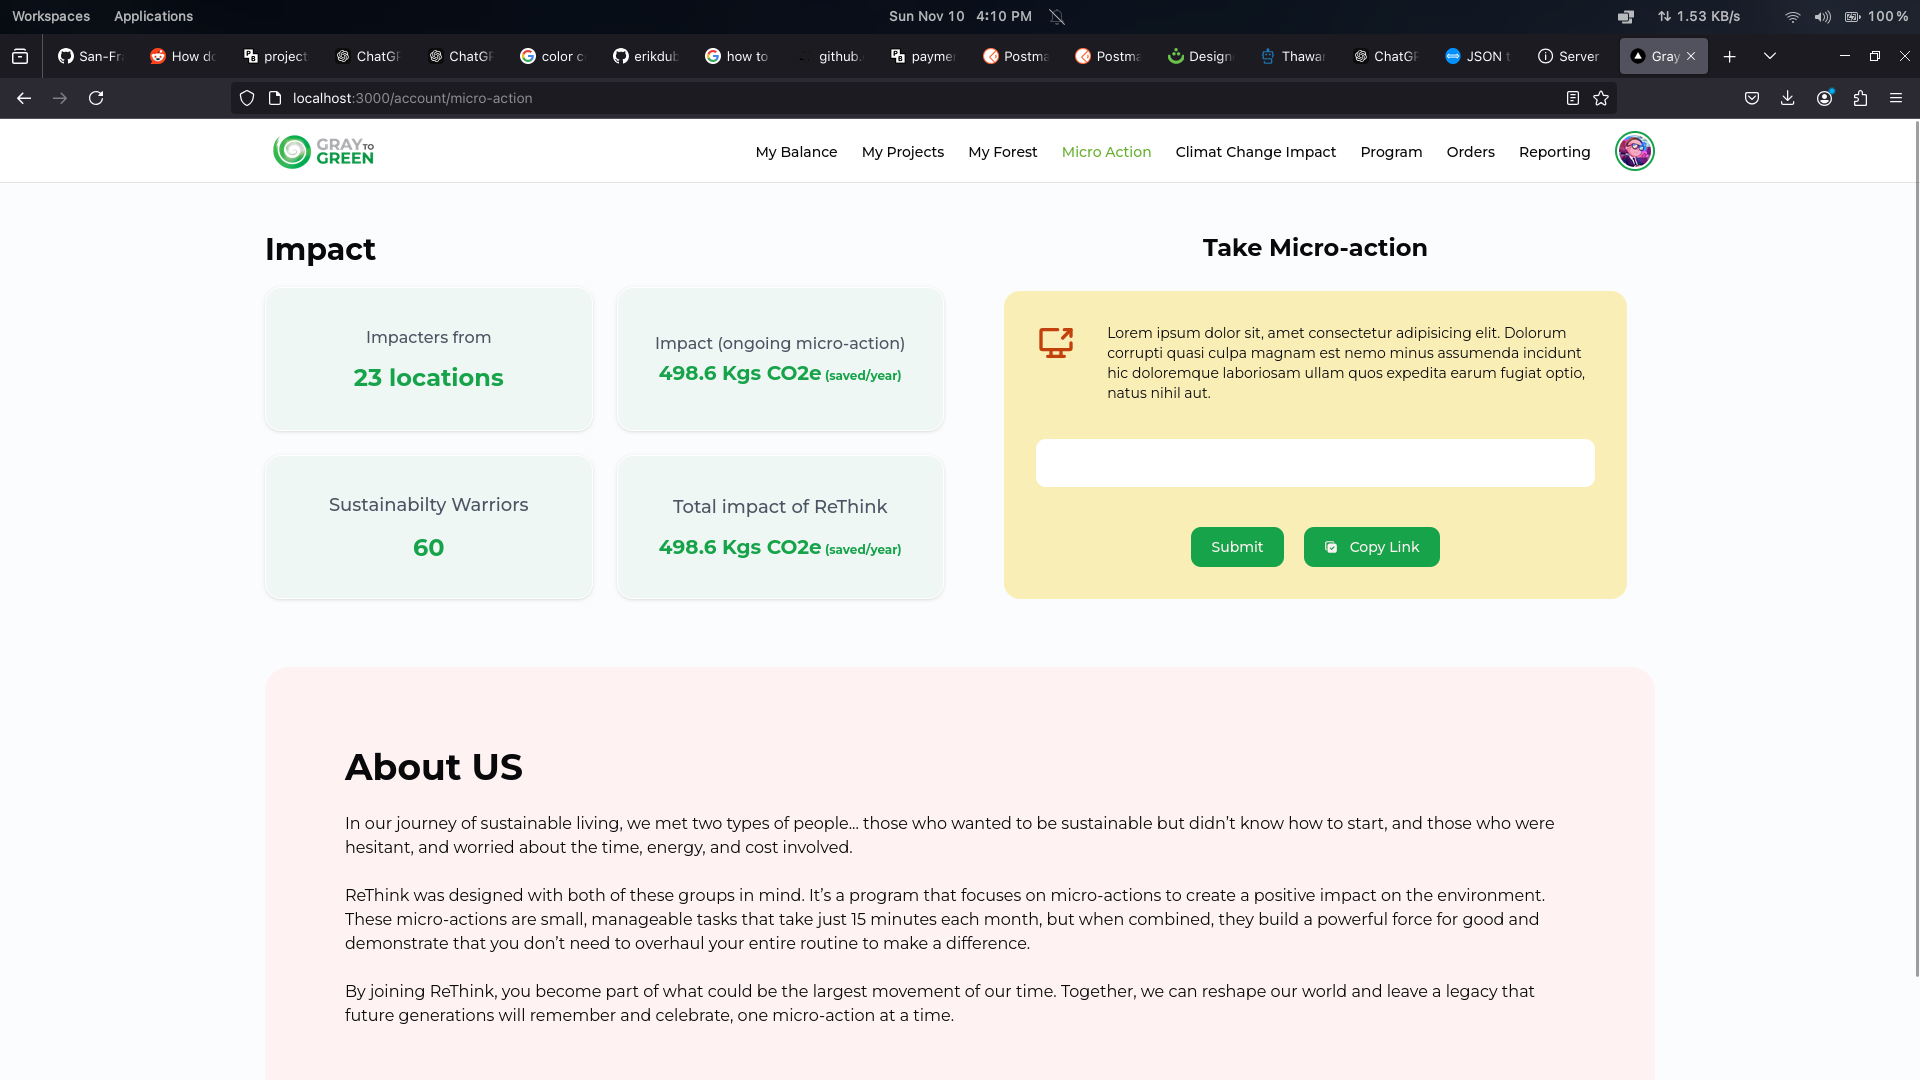 Workspaces Applications Sun Nov 10 4:10 PM 1.53 KB/s 100 %
San-Fr How do project ChatGP ChatGP color c erikdub how to github. payme Postma Postma Design Thawa ChatGP JSON t Server Gray
localhost:3000/account/micro-action
GRAY TO
GREEN
My Balance My Projects My Forest Micro Action Climat Change Impact Program Orders Reporting
Impact
Impacters from
23 locations
Impact (ongoing micro-action)
498.6 Kgs CO2e (saved/year)
Sustainabilty Warriors
60
Total impact of ReThink
498.6 Kgs CO2e (saved/year)
Take Micro-action
Lorem ipsum dolor sit, amet consectetur adipisicing elit. Dolorum
corrupti quasi culpa magnam est nemo minus assumenda incidunt
hic doloremque laboriosam ullam quos expedita earum fugiat optio,
natus nihil aut.
Submit Copy Link
About US
In our journey of sustainable living, we met two types of people... those who wanted to be sustainable but didn’t know how to start, and those who were
hesitant, and worried about the time, energy, and cost involved.
ReThink was designed with both of these groups in mind. It’s a program that focuses on micro-actions to create a positive impact on the environment.
These micro-actions are small, manageable tasks that take just 15 minutes each month, but when combined, they build a powerful force for good and
demonstrate that you don’t need to overhaul your entire routine to make a difference.
By joining ReThink, you become part of what could be the largest movement of our time. Together, we can reshape our world and leave a legacy that
future generations will remember and celebrate, one micro-action at a time.